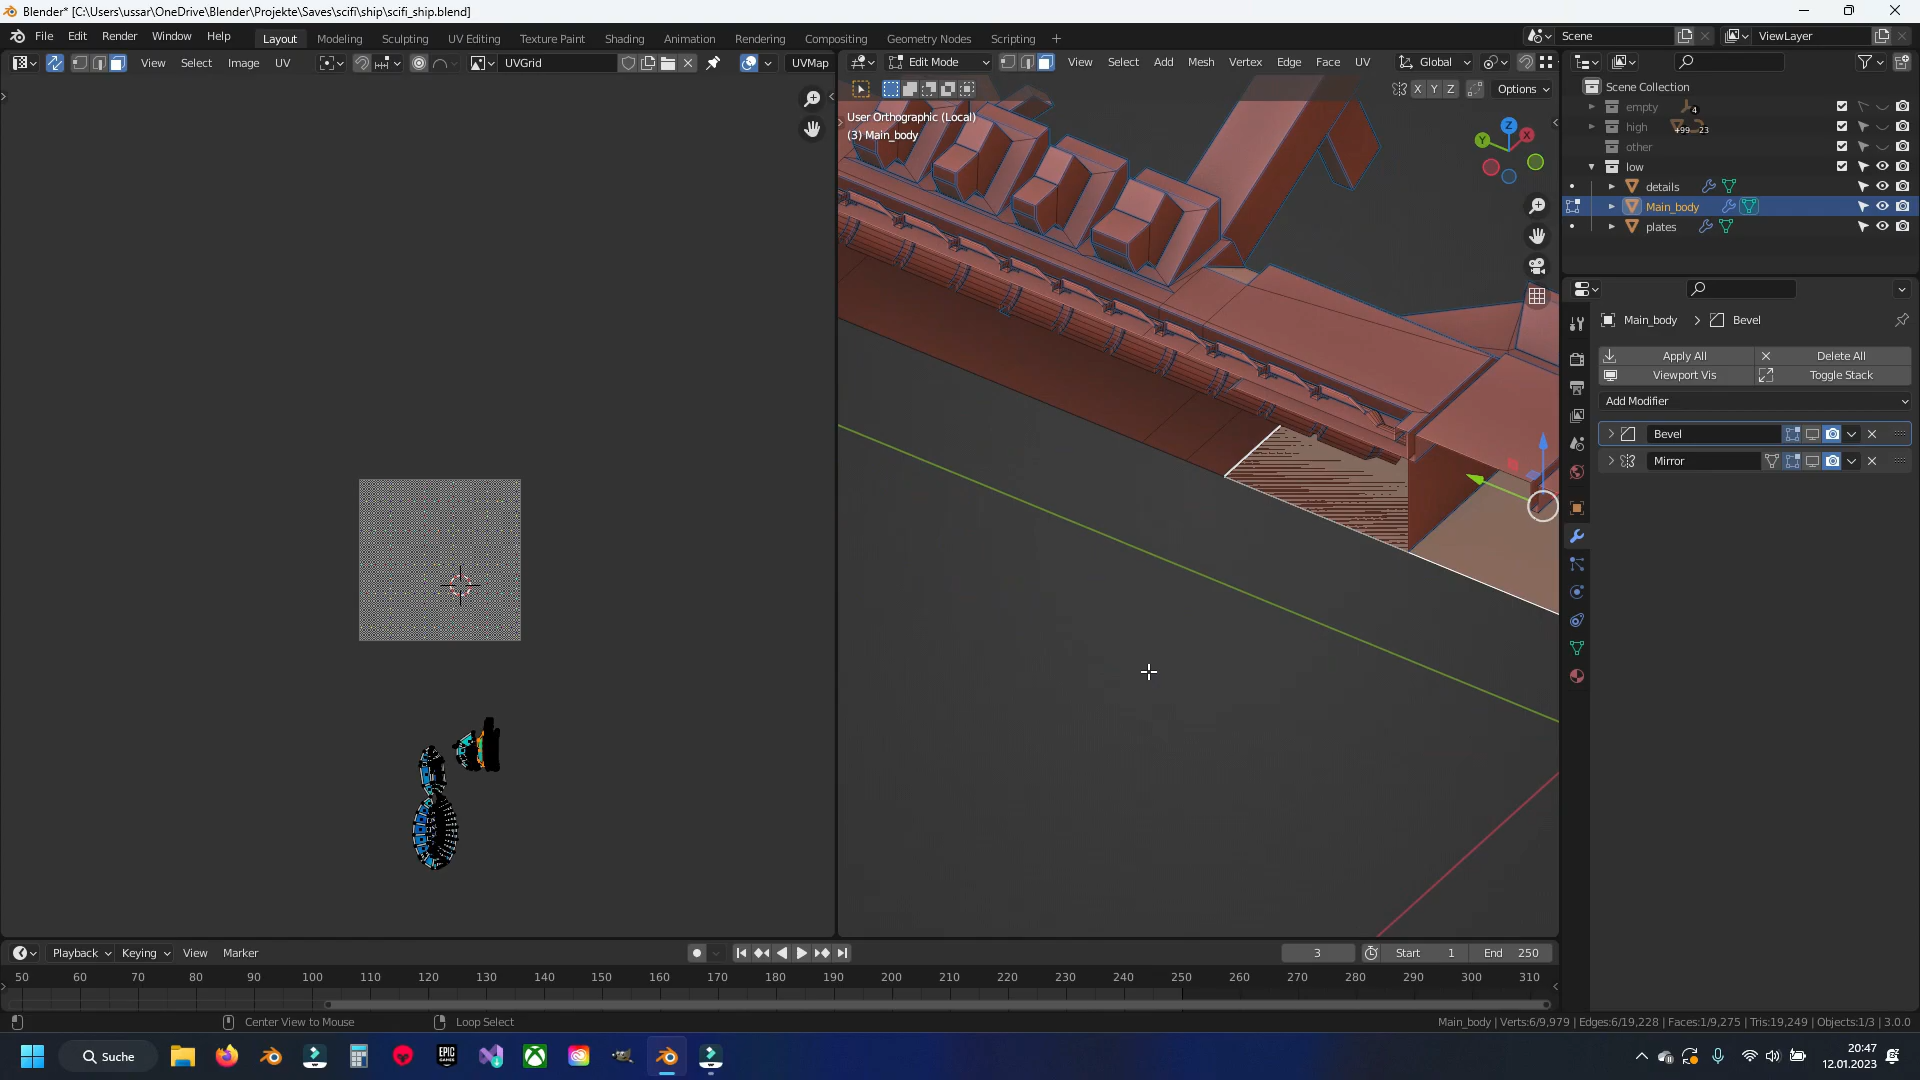 Blender* [C:\Users\ussar\OneDrive\Blender\Projekte\Saves\scifi\ship\scifi_ship.blend]
File Edit Render Window Help Layout Modeling Sculpting UV Editing Texture Paint Shading Animation Rendering Compositing Geometry Nodes Scripting + Scene ViewLayer
View Select Image UV UVGrid UVMap
Edit Mode View Select Add Mesh Vertex Edge Face UV Global
X Y Z Options
User Orthographic (Local)
(3) Main_body
Z
X
Y
Scene Collection
empty 4
high +99 23
other
low
details
Main_body
plates
Main_body > Bevel
Apply All Delete All
Viewport Vis Toggle Stack
Add Modifier
Bevel
Mirror
Playback Keying View Marker 3 Start 1 End 250
50 60 70 80 90 100 110 120 130 140 150 160 170 180 190 200 210 220 230 240 250 260 270 280 290 300 310
Center View to Mouse Loop Select Main_body | Verts:6/9,979 | Edges:6/19,228 | Faces:1/9,275 | Tris:19,249 | Objects:1/3 | 3.0.0
Suche
EPIC GAMES
20:47
12.01.2023